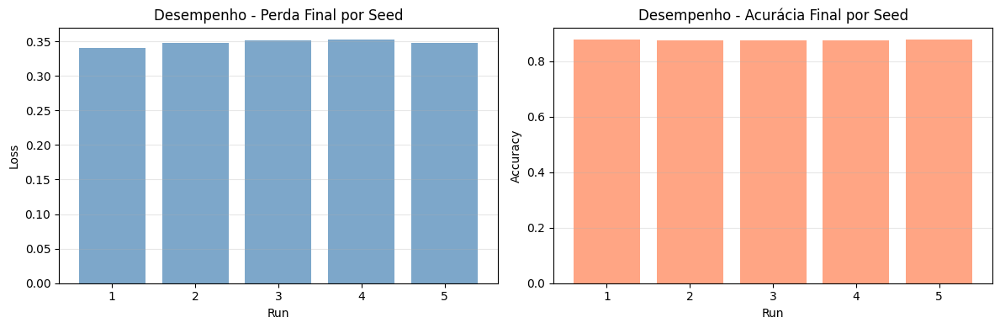 Desempenho - Perda Final por Seed
Loss
0.35
0.30
0.25
0.20
0.15
0.10
0.05
0.00
1 2 3 4 5
Run
Desempenho - Acurácia Final por Seed
Accuracy
0.8
0.6
0.4
0.2
0.0
1 2 3 4 5
Run